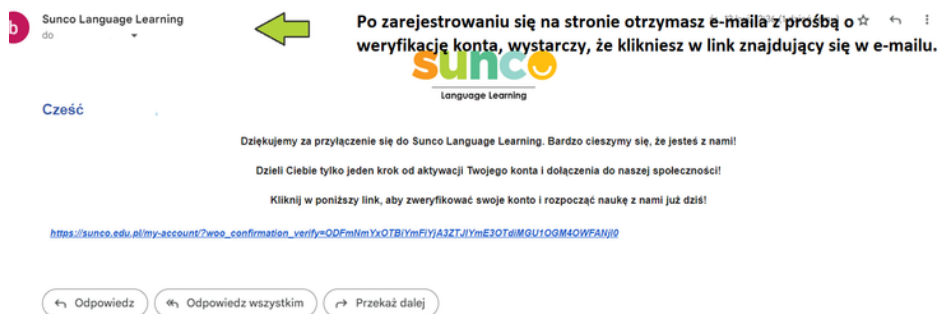 Sunco Language Learning
do
Po zarejestrowaniu się na stronie otrzymasz e-maila z prośbą o
weryfikację konta, wystarczy, że klikniesz w link znajdujący się w e-mailu.
sunco
Language Learning
Cześć
Dziękujemy za przyłączenie się do Sunco Language Learning. Bardzo cieszymy się, że jesteś z nami!
Dzieli Ciebie tylko jeden krok od aktywacji Twojego konta i dołączenia do naszej społeczności!
Kliknij w poniższy link, aby zweryfikować swoje konto i rozpocząć naukę z nami już dziś!
https://sunco.edu.pl/my-account/?woo_confirmation_verify=ODFmNmYxOTBiYmFiYjA3ZTJlYmE3OTdiMGU1OGM4OWFANjI0
Odpowiedz
Odpowiedz wszystkim
Przekaż dalej